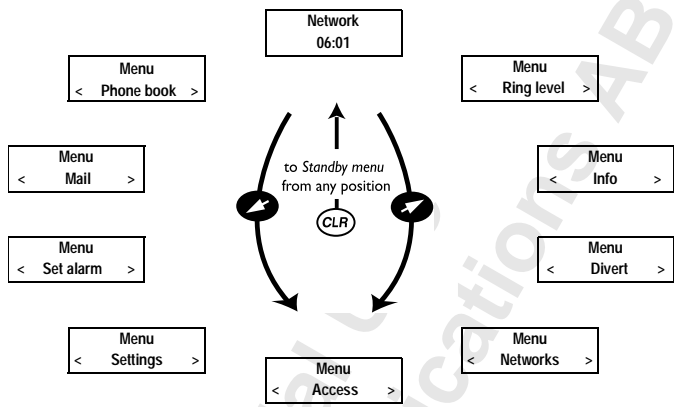 Network
06:01
Menu
< Phone book >
Menu
< Ring level >
to Standby menu
from any position
CLR
Menu
< Mail >
Menu
< Info >
Menu
< Set alarm >
Menu
< Divert >
Menu
< Settings >
Menu
< Networks >
Menu
< Access >